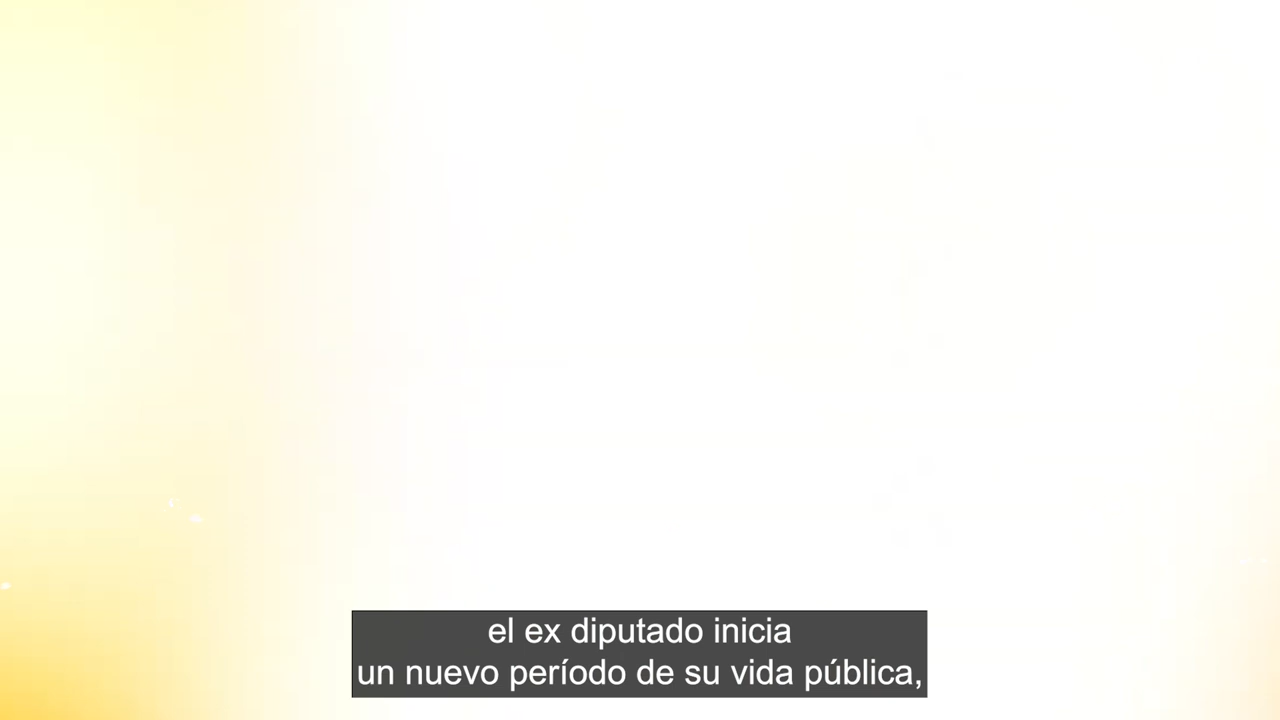 el ex diputado inicia
un nuevo período de su vida pública,